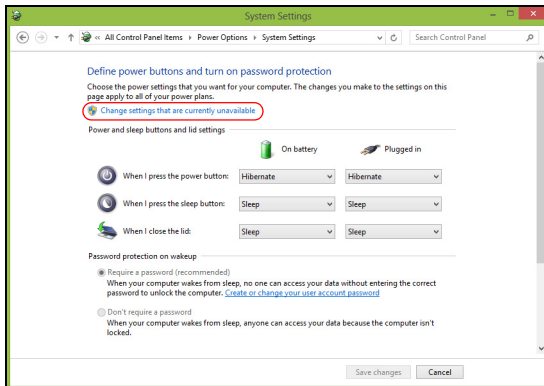 System Settings
« All Control Panel Items › Power Options › System Settings
Search Control Panel
Define power buttons and turn on password protection
Choose the power settings that you want for your computer. The changes you make to the settings on this
page apply to all of your power plans.
Change settings that are currently unavailable
Power and sleep buttons and lid settings
On battery Plugged in
When I press the power button: Hibernate Hibernate
When I press the sleep button: Sleep Sleep
When I close the lid: Sleep Sleep
Password protection on wakeup
Require a password (recommended)
When your computer wakes from sleep, no one can access your data without entering the correct
password to unlock the computer. Create or change your user account password
Don't require a password
When your computer wakes from sleep, anyone can access your data because the computer isn't
locked.
Save changes Cancel